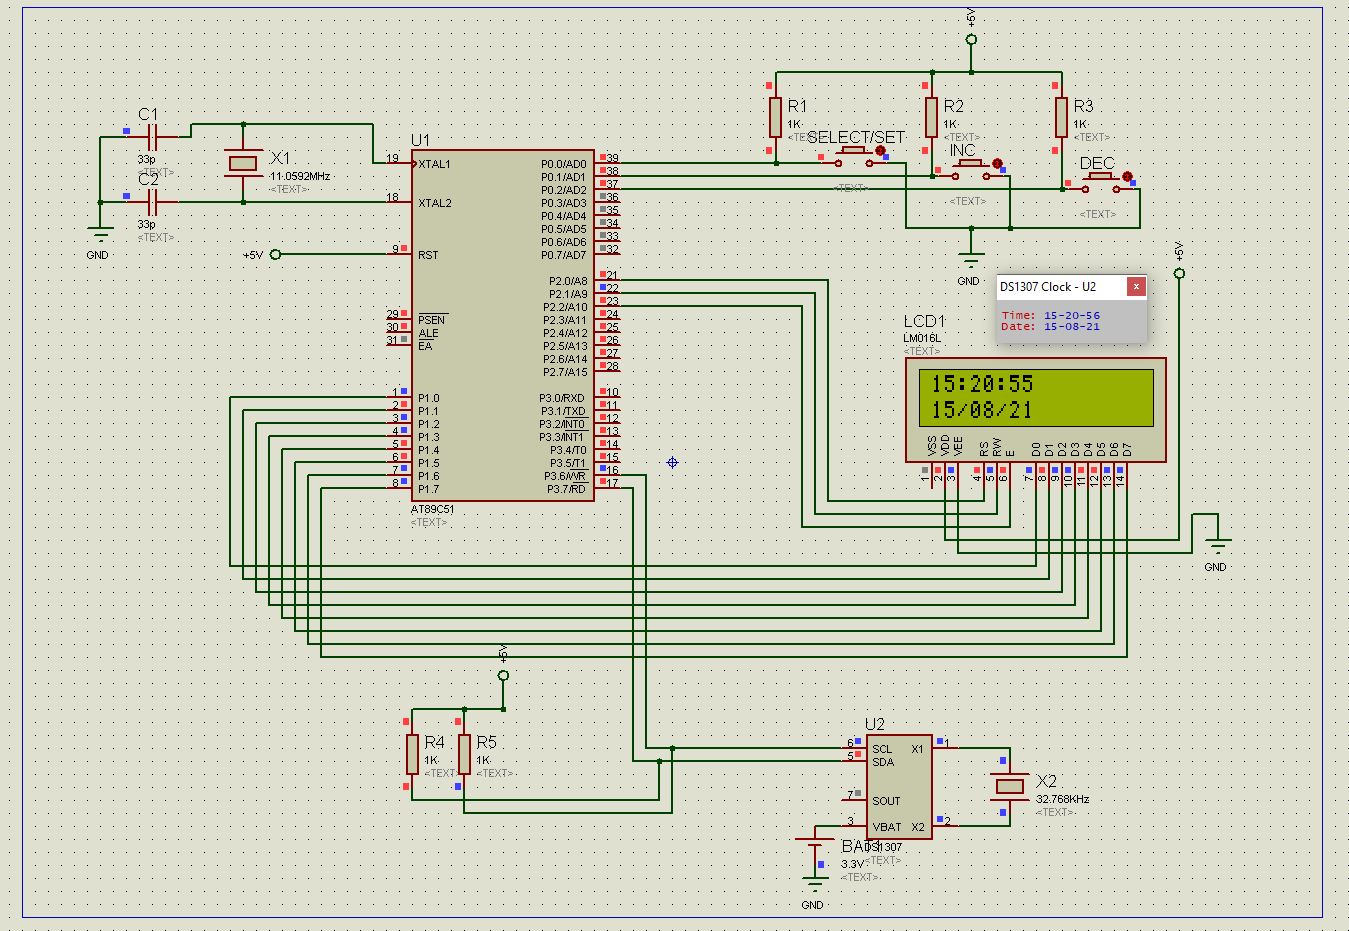 +5V
C1
33p
<TEXT>
C2
33p
<TEXT>
GND
X1
11.0592MHz
<TEXT>
+5V
U1
19 XTAL1
18 XTAL2
9 RST
29 PSEN
30 ALE
31 EA
1 P1.0
2 P1.1
3 P1.2
4 P1.3
5 P1.4
6 P1.5
7 P1.6
8 P1.7
P0.0/AD0 39
P0.1/AD1 38
P0.2/AD2 37
P0.3/AD3 36
P0.4/AD4 35
P0.5/AD5 34
P0.6/AD6 33
P0.7/AD7 32
P2.0/A8 21
P2.1/A9 22
P2.2/A10 23
P2.3/A11 24
P2.4/A12 25
P2.5/A13 26
P2.6/A14 27
P2.7/A15 28
P3.0/RXD 10
P3.1/TXD 11
P3.2/INT0 12
P3.3/INT1 13
P3.4/T0 14
P3.5/T1 15
P3.6/WR 16
P3.7/RD 17
AT89C51
<TEXT>
R1
1K
<TEXT>
SELECT/SET
<TEXT>
R2
1K
<TEXT>
INC
<TEXT>
R3
1K
<TEXT>
DEC
<TEXT>
GND
+5V
DS1307 Clock - U2
x
Time: 15-20-56
Date: 15-08-21
LCD1
LM016L
<TEXT>
15:20:55
15/08/21
VSS VDD VEE RS RW E D0 D1 D2 D3 D4 D5 D6 D7
1 2 3 4 5 6 7 8 9 10 11 12 13 14
GND
+5V
R4
1K
<TEXT>
R5
1K
<TEXT>
U2
6 SCL X1 1
5 SDA
7 SOUT
3 VBAT X2 2
DS1307
<TEXT>
X2
32.768KHz
<TEXT>
BAT1
3.3V
<TEXT>
GND